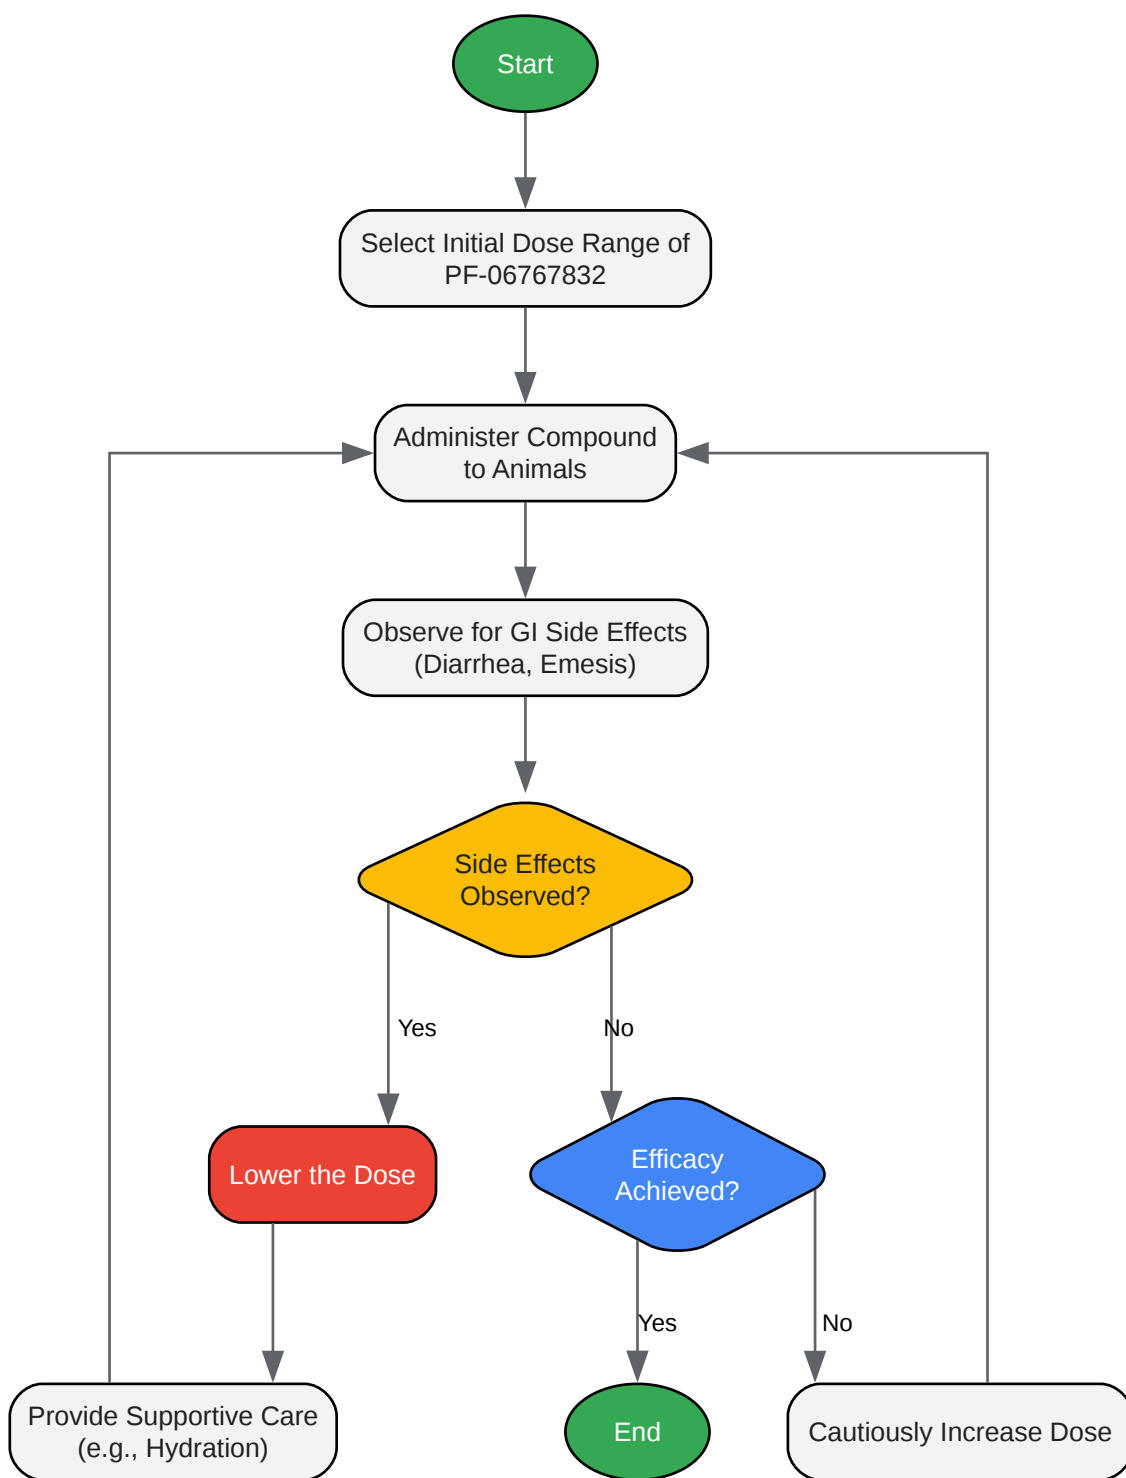 Start
Select Initial Dose Range of
PF-06767832
Administer Compound
to Animals
Observe for GI Side Effects
(Diarrhea, Emesis)
Side Effects
Observed?
Yes
No
Lower the Dose
Efficacy
Achieved?
Yes
No
Provide Supportive Care
(e.g., Hydration)
End
Cautiously Increase Dose